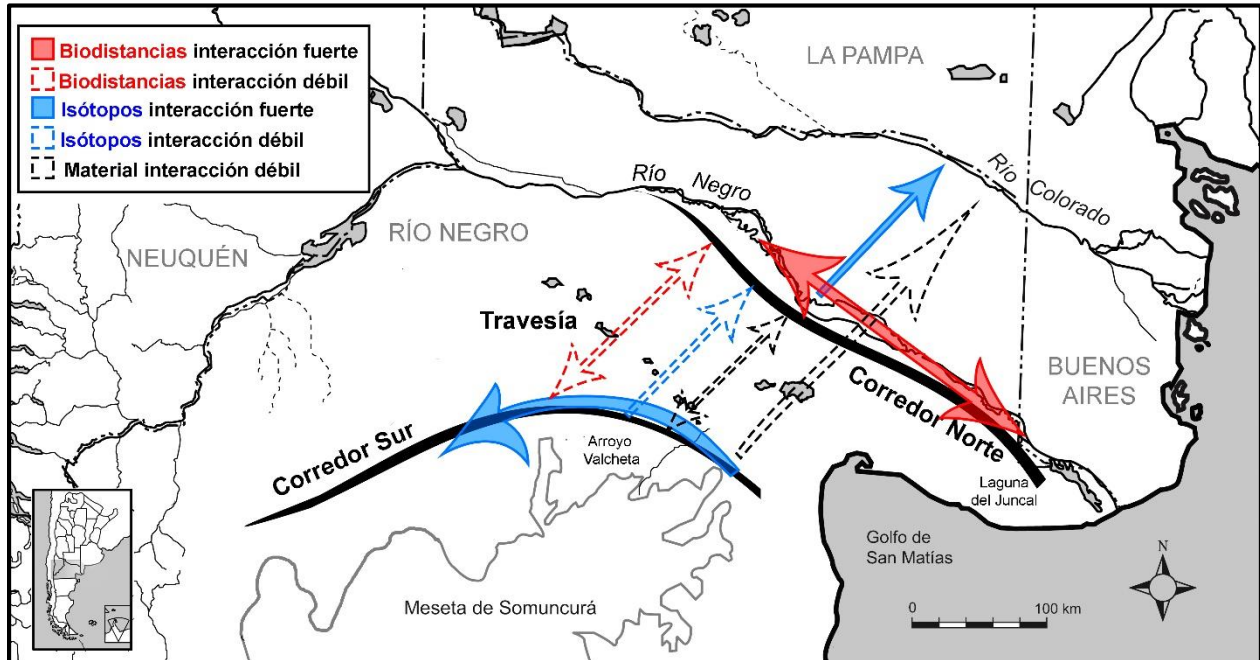 Biodistancias interacción fuerte
Biodistancias interacción débil
Isótopos interacción fuerte
Isótopos interacción débil
Material interacción débil
LA PAMPA
Río Negro
Río Colorado
RÍO NEGRO
NEUQUÉN
Travesía
BUENOS
AIRES
Corredor Norte
Corredor Sur
Arroyo
Valcheta
Laguna
del Juncal
Golfo de
San Matías
N
Meseta de Somuncurá
0 100 km